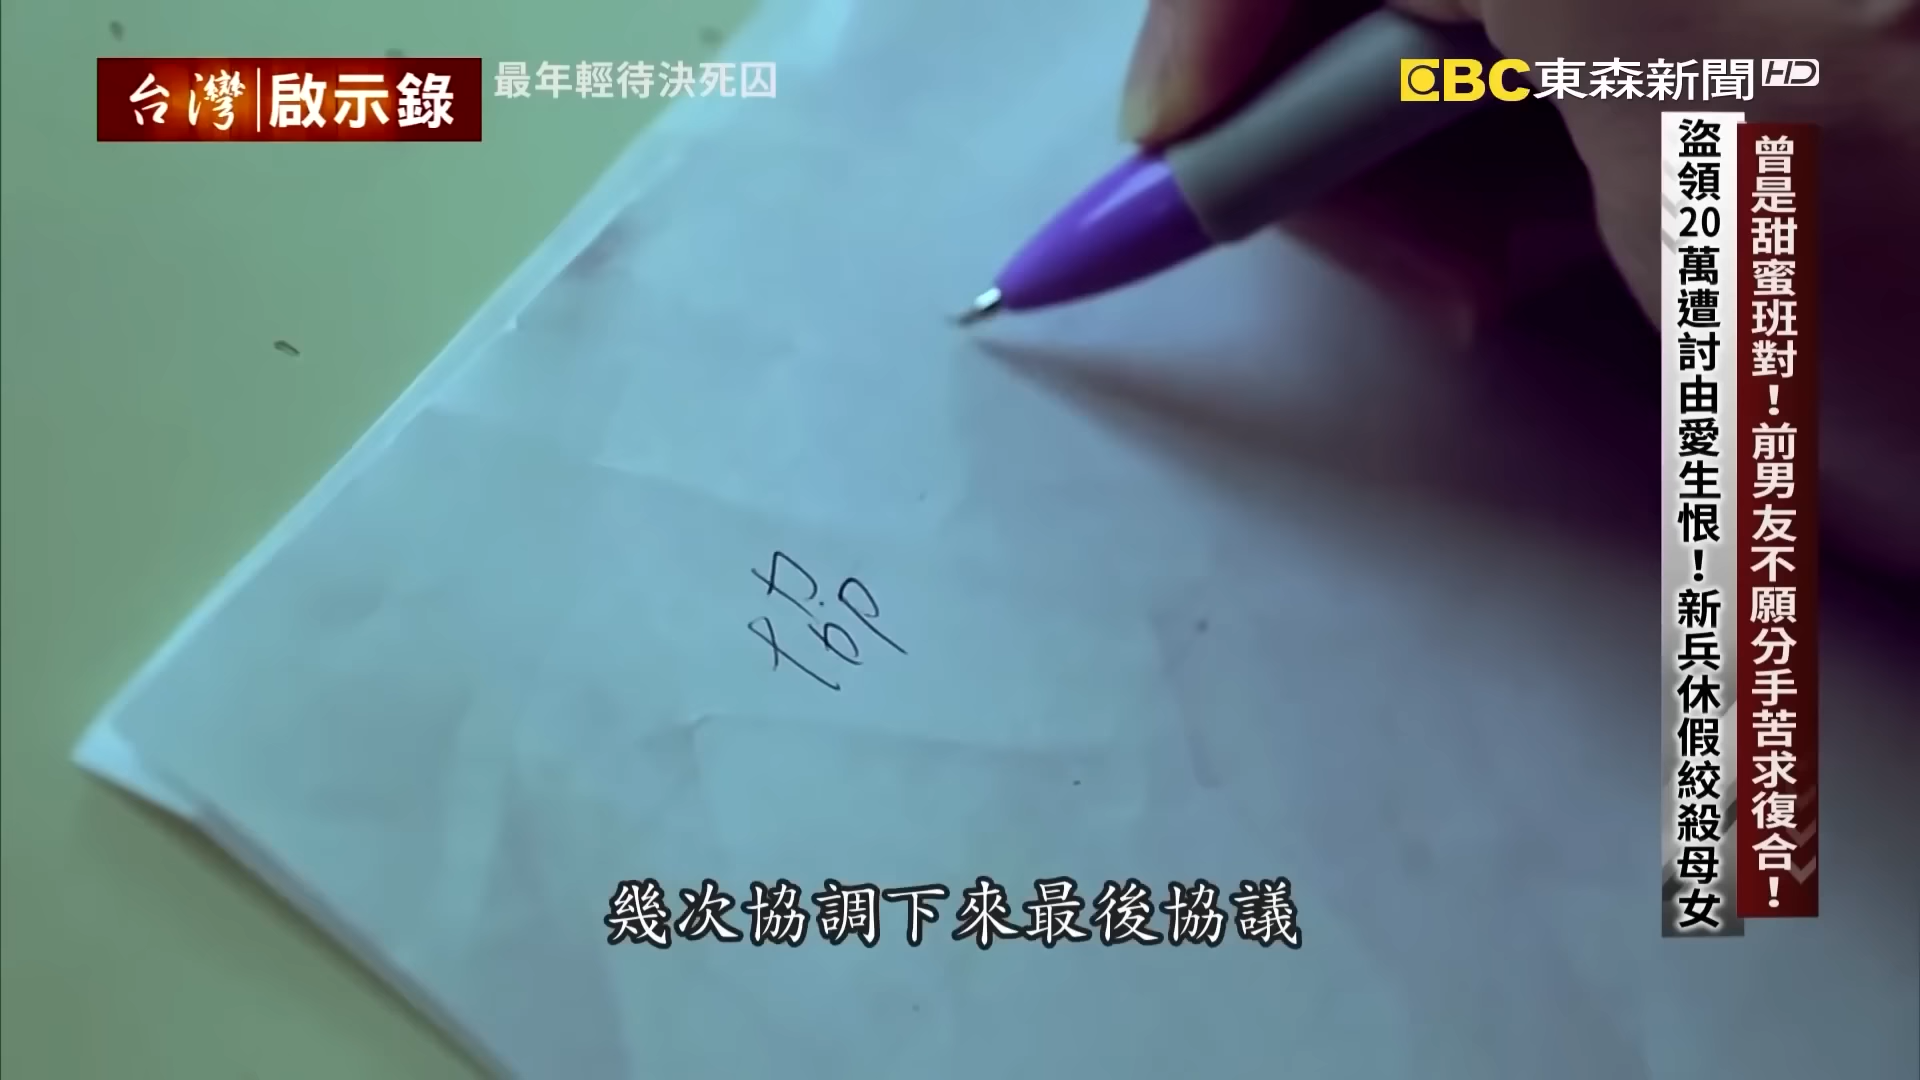 台灣啟示錄
最年輕待決死囚
EBC東森新聞HD
曾是甜蜜班對！前男友不願分手苦求復合！
盜領20萬遭討由愛生恨！新兵休假絞殺母女
幾次協調下來最後協議